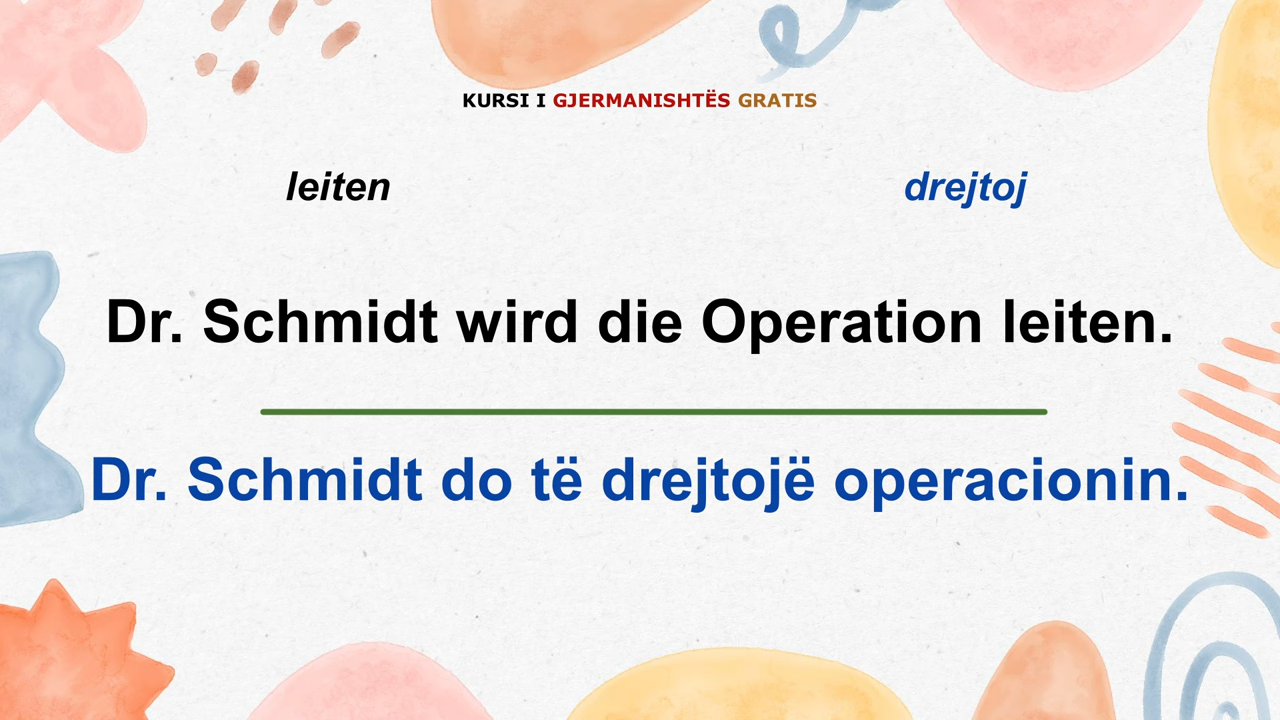 KURSI I GJERMANISHTËS GRATIS
leiten
drejtoj
Dr. Schmidt wird die Operation leiten.
Dr. Schmidt do të drejtojë operacionin.